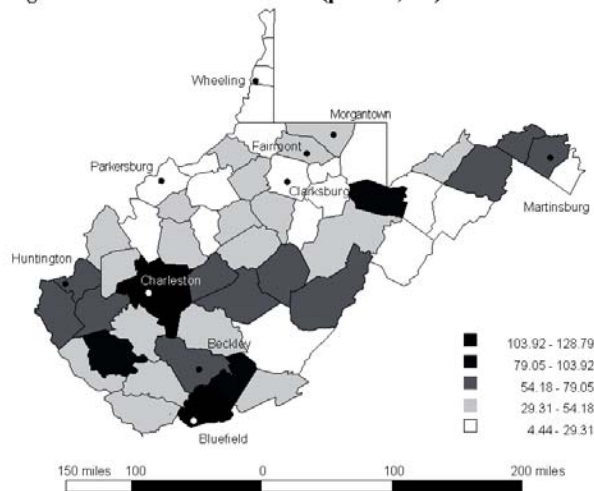 Wheeling
Morgantown
Fairmont
Parkersburg
Clarksburg
Martinsburg
Huntington
Charleston
Beckley
Bluefield
103.92 - 128.79
79.05 - 103.92
54.18 - 79.05
29.31 - 54.18
4.44 - 29.31
150 miles 100 0 100 200 miles